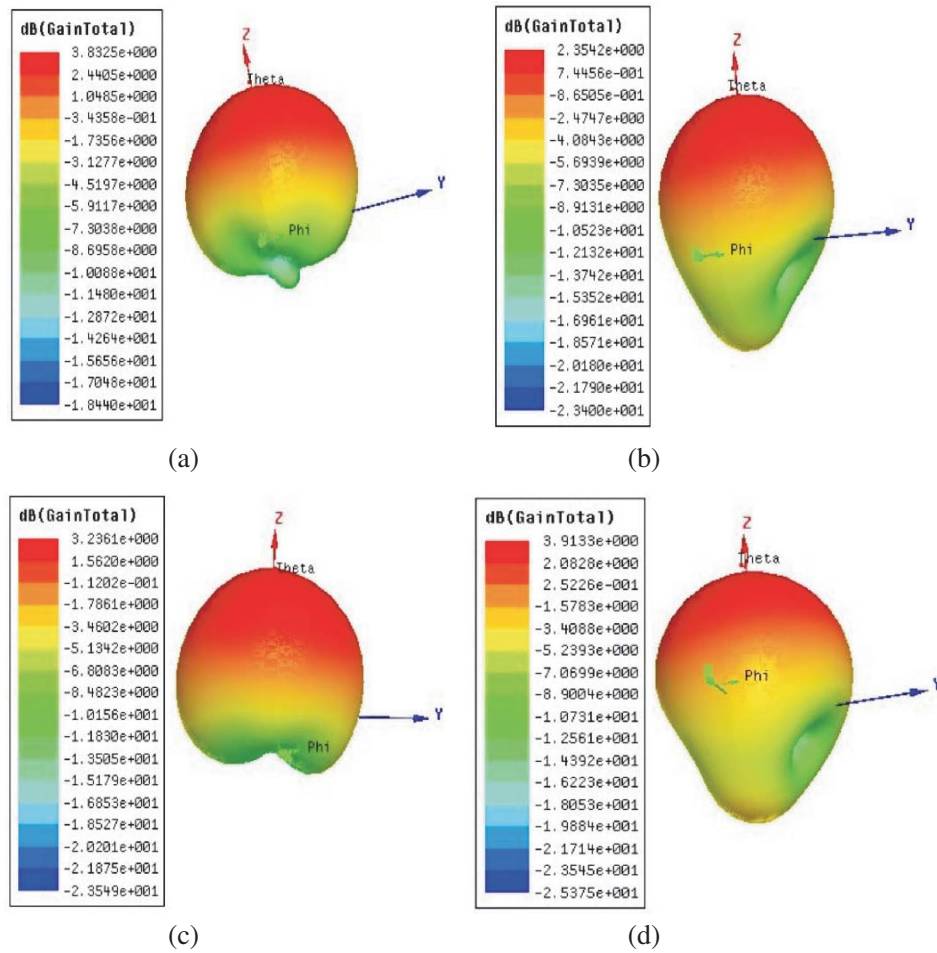 dB(GainTotal)
3.8325e+000
2.4405e+000
1.0485e+000
-3.4358e-001
-1.7356e+000
-3.1277e+000
-4.5197e+000
-5.9117e+000
-7.3038e+000
-8.6958e+000
-1.0088e+001
-1.1480e+001
-1.2872e+001
-1.4264e+001
-1.5656e+001
-1.7048e+001
-1.8440e+001
Z
Theta
Y
Phi
(a)
dB(GainTotal)
2.3542e+000
7.4456e-001
-8.6505e-001
-2.4747e+000
-4.0843e+000
-5.6939e+000
-7.3035e+000
-8.9131e+000
-1.0523e+001
-1.2132e+001
-1.3742e+001
-1.5352e+001
-1.6961e+001
-1.8571e+001
-2.0180e+001
-2.1790e+001
-2.3400e+001
Z
Theta
Y
Phi
(b)
dB(GainTotal)
3.2361e+000
1.5620e+000
-1.1202e-001
-1.7861e+000
-3.4602e+000
-5.1342e+000
-6.8083e+000
-8.4823e+000
-1.0156e+001
-1.1830e+001
-1.3505e+001
-1.5179e+001
-1.6853e+001
-1.8527e+001
-2.0201e+001
-2.1875e+001
-2.3549e+001
Z
Theta
Y
Phi
(c)
dB(GainTotal)
3.9133e+000
2.0828e+000
2.5226e-001
-1.5783e+000
-3.4088e+000
-5.2393e+000
-7.0699e+000
-8.9004e+000
-1.0731e+001
-1.2561e+001
-1.4392e+001
-1.6223e+001
-1.8053e+001
-1.9884e+001
-2.1714e+001
-2.3545e+001
-2.5375e+001
Z
Theta
Phi
Y
(d)